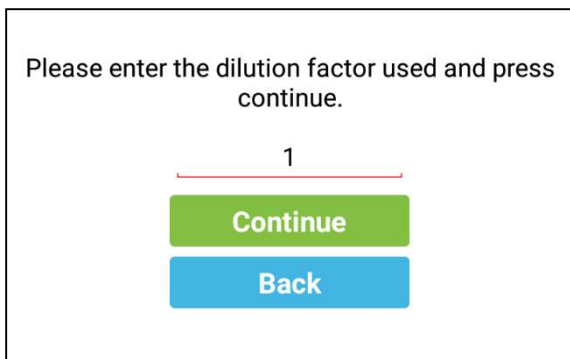 Please enter the dilution factor used and press
continue.
1
Continue
Back